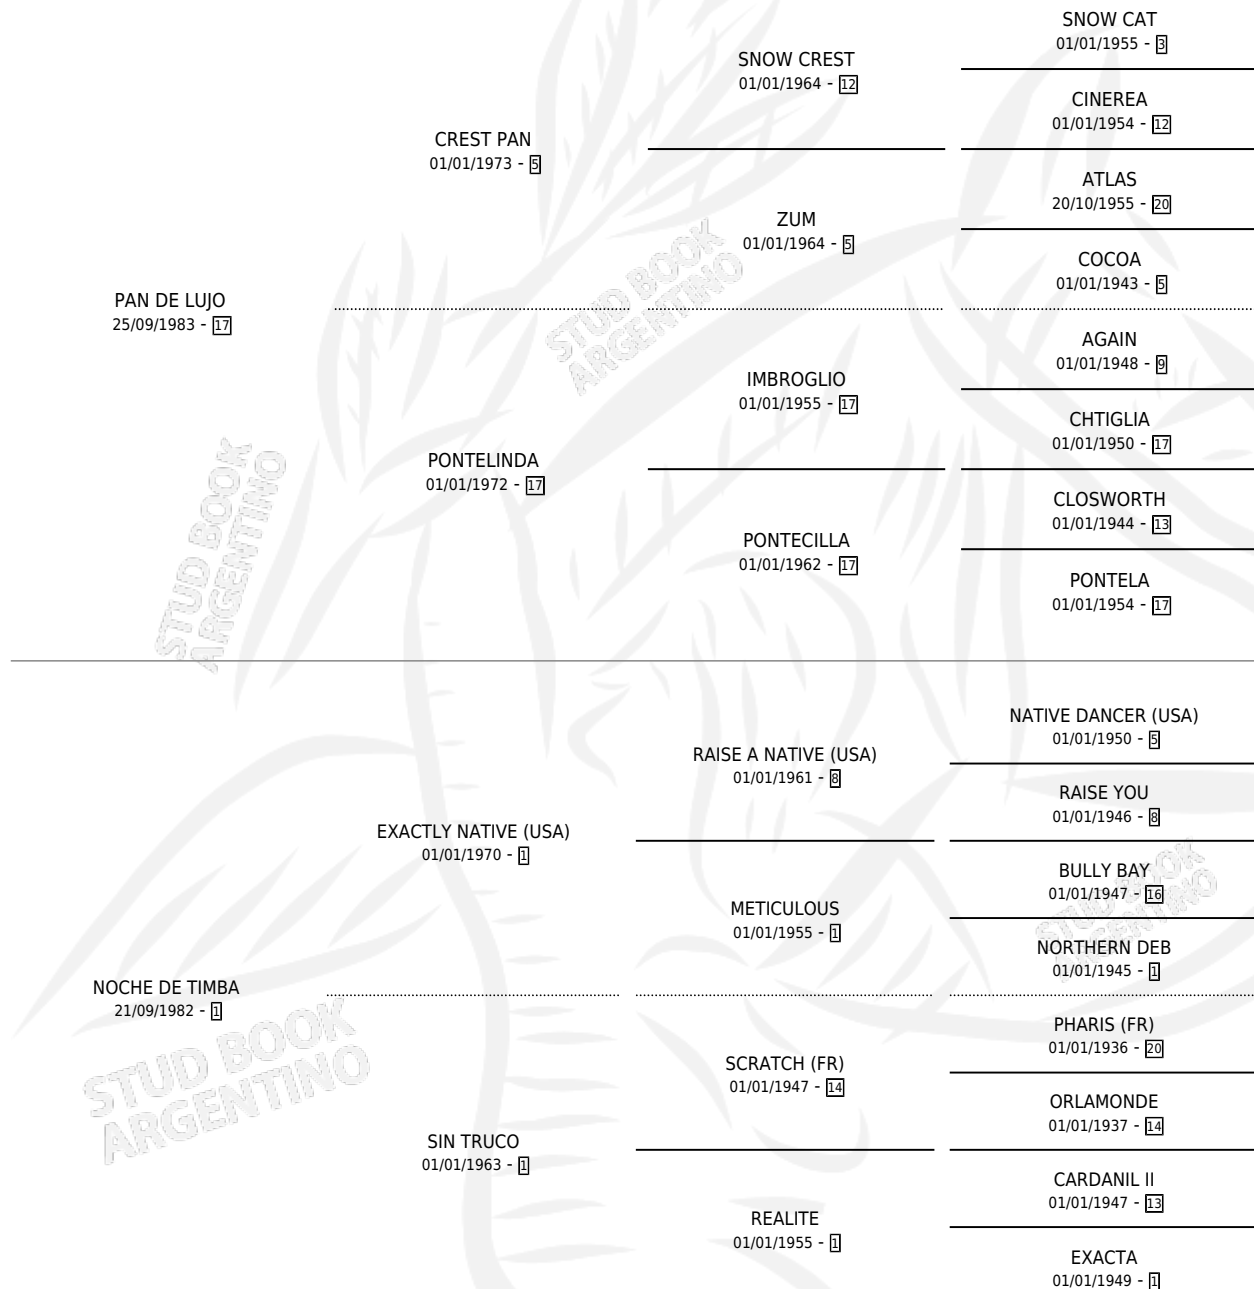 SNOW CAT
01/01/1955 - 3
SNOW CREST
01/01/1964 - 12
CINEREA
01/01/1954 - 12
CREST PAN
01/01/1973 - 5
ATLAS
20/10/1955 - 20
ZUM
01/01/1964 - 5
COCOA
01/01/1943 - 5
PAN DE LUJO
25/09/1983 - 17
AGAIN
01/01/1948 - 9
IMBROGLIO
01/01/1955 - 17
CHTIGLIA
01/01/1950 - 17
PONTELINDA
01/01/1972 - 17
CLOSWORTH
01/01/1944 - 13
PONTECILLA
01/01/1962 - 17
PONTELA
01/01/1954 - 17
STUD BOOK
ARGENTINO
STUD BOOK
ARGENTINO
NATIVE DANCER (USA)
01/01/1950 - 5
RAISE A NATIVE (USA)
01/01/1961 - 8
RAISE YOU
01/01/1946 - 8
EXACTLY NATIVE (USA)
01/01/1970 - 1
BULLY BAY
01/01/1947 - 16
METICULOUS
01/01/1955 - 1
NORTHERN DEB
01/01/1945 - 1
NOCHE DE TIMBA
21/09/1982 - 1
PHARIS (FR)
01/01/1936 - 20
SCRATCH (FR)
01/01/1947 - 14
ORLAMONDE
01/01/1937 - 14
SIN TRUCO
01/01/1963 - 1
CARDANIL II
01/01/1947 - 13
REALITE
01/01/1955 - 1
EXACTA
01/01/1949 - 1
STUD BOOK
ARGENTINO
STUD BOOK
ARGENTINO